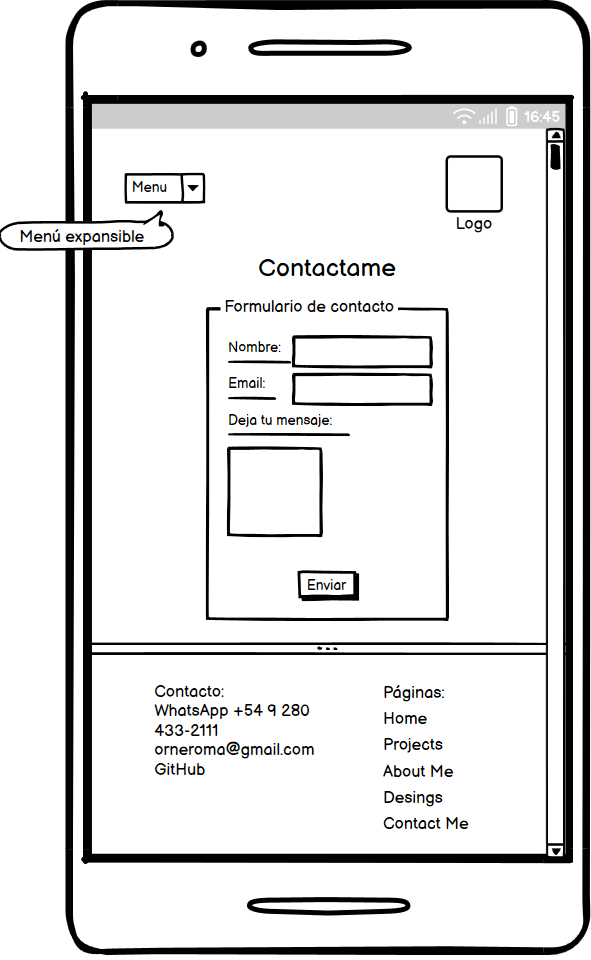 16:45
Menu
Logo
Menú expansible
Contactame
Formulario de contacto
Nombre:
Email:
Deja tu mensaje:
Enviar
Contacto:
WhatsApp +54 9 280
433-2111
orneroma@gmail.com
GitHub
Páginas:
Home
Projects
About Me
Desings
Contact Me